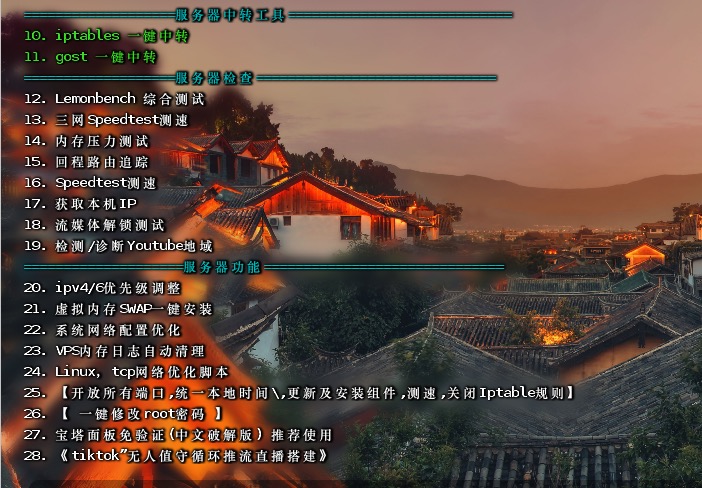 ═══════════════════服务器中转工具════════════════════════════
10. iptables 一键中转
11. gost 一键中转
═══════════════════服务器检查══════════════════════════════
12. Lemonbench 综合测试
13. 三网Speedtest测速
14. 内存压力测试
15. 回程路由追踪
16. Speedtest测速
17. 获取本机IP
18. 流媒体解锁测试
19. 检测/诊断Youtube地域
════════════════════服务器功能══════════════════════════════
20. ipv4/6优先级调整
21. 虚拟内存SWAP一键安装
22. 系统网络配置优化
23. VPS内存日志自动清理
24. Linux, tcp网络优化脚本
25. 【开放所有端口,统一本地时间\,更新及安装组件,测速,关闭Iptable规则】
26. 【 一键修改root密码 】
27. 宝塔面板免验证(中文破解版) 推荐使用
28. 《tiktok"无人值守循环推流直播搭建》